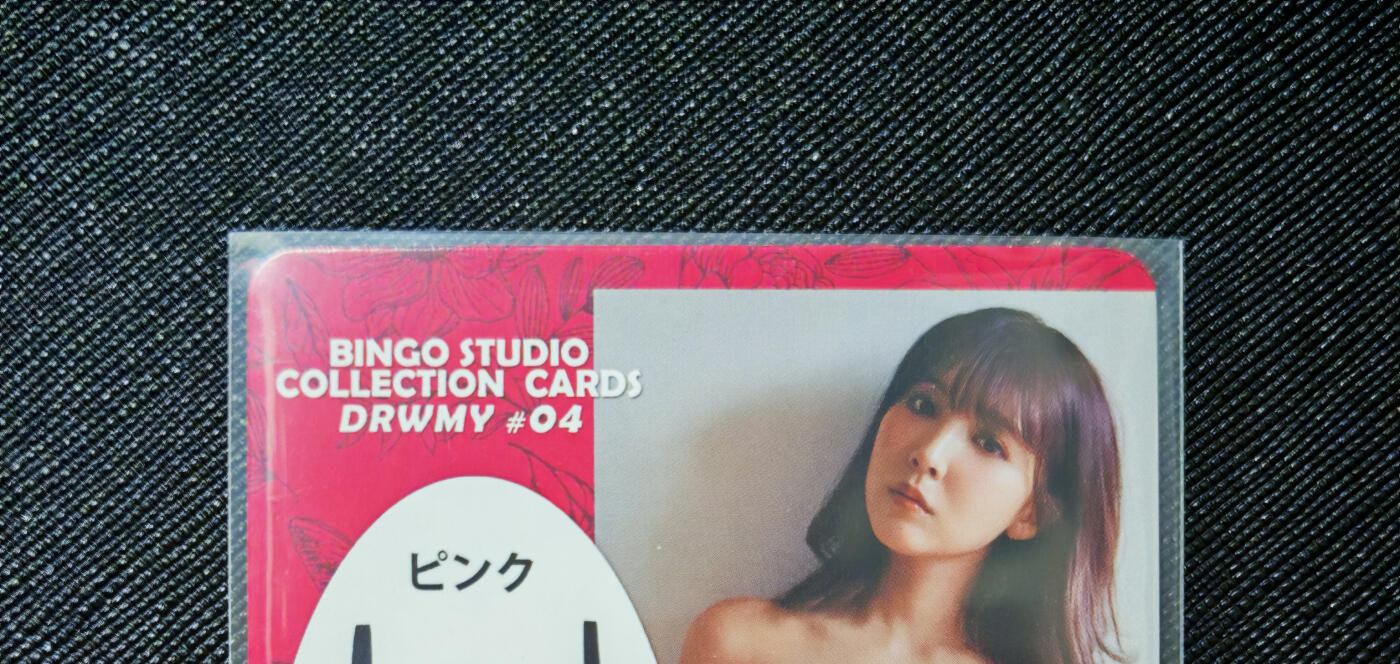 BINGO STUDIO
COLLECTION CARDS
DRWMY #04
ピンク